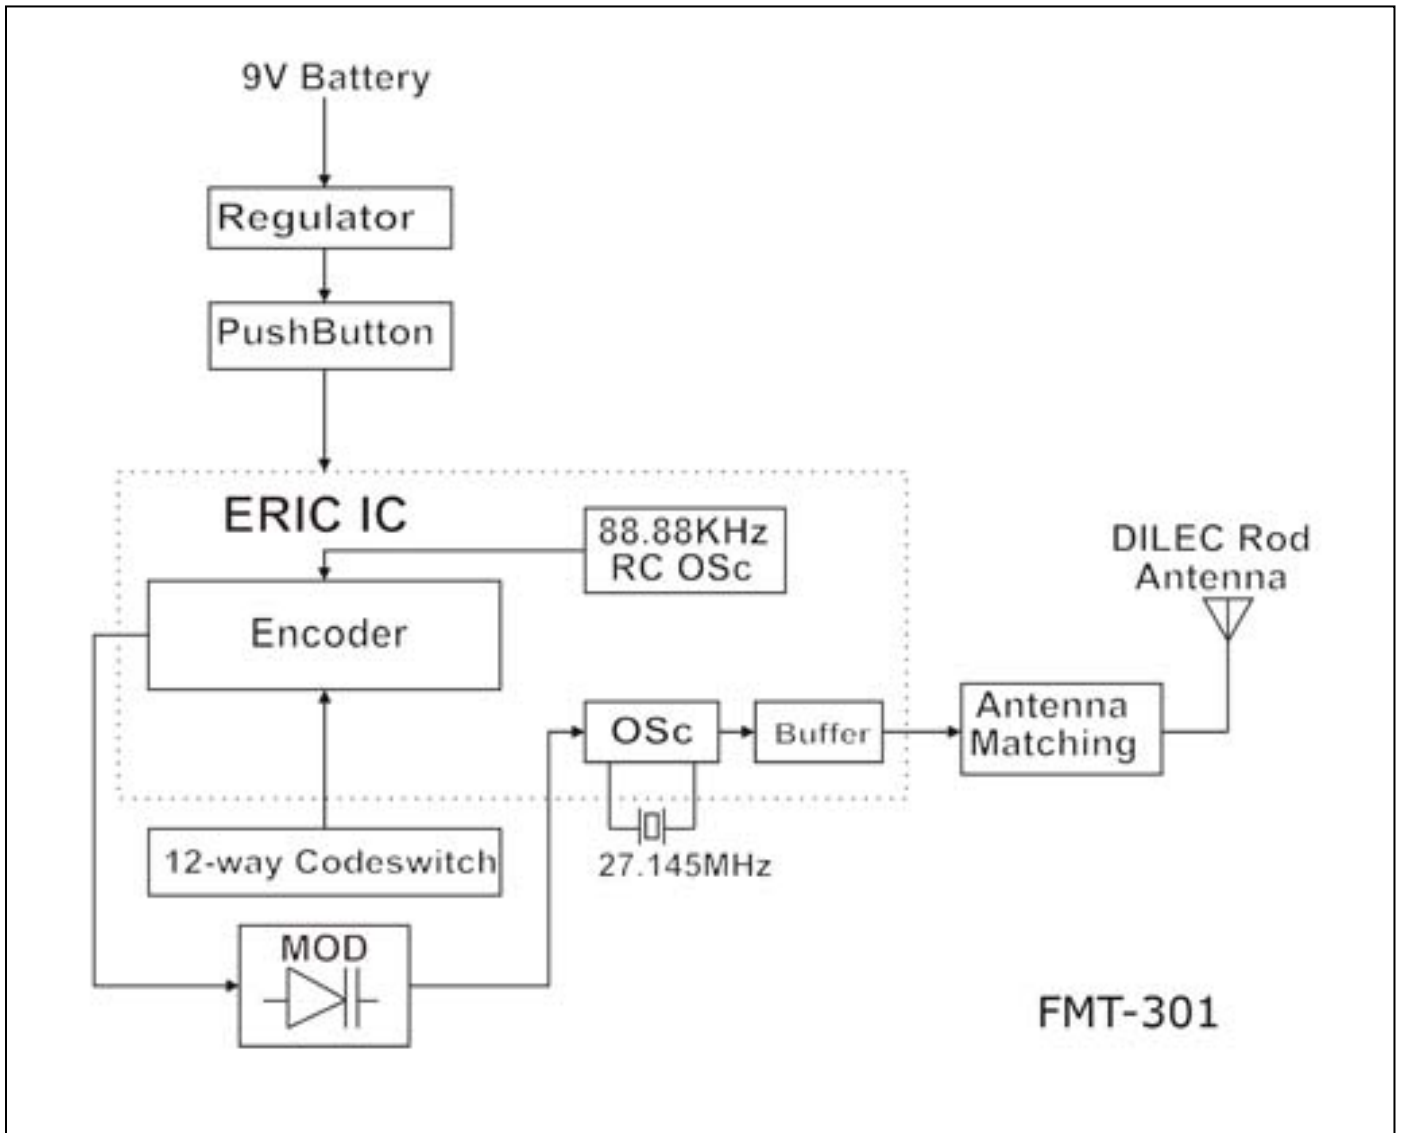 9V Battery
Regulator
PushButton
ERIC IC
88.88KHz
RC OSc
Encoder
DILEC Rod
Antenna
OSc
Buffer
Antenna
Matching
12-way Codeswitch
27.145MHz
MOD
FMT-301